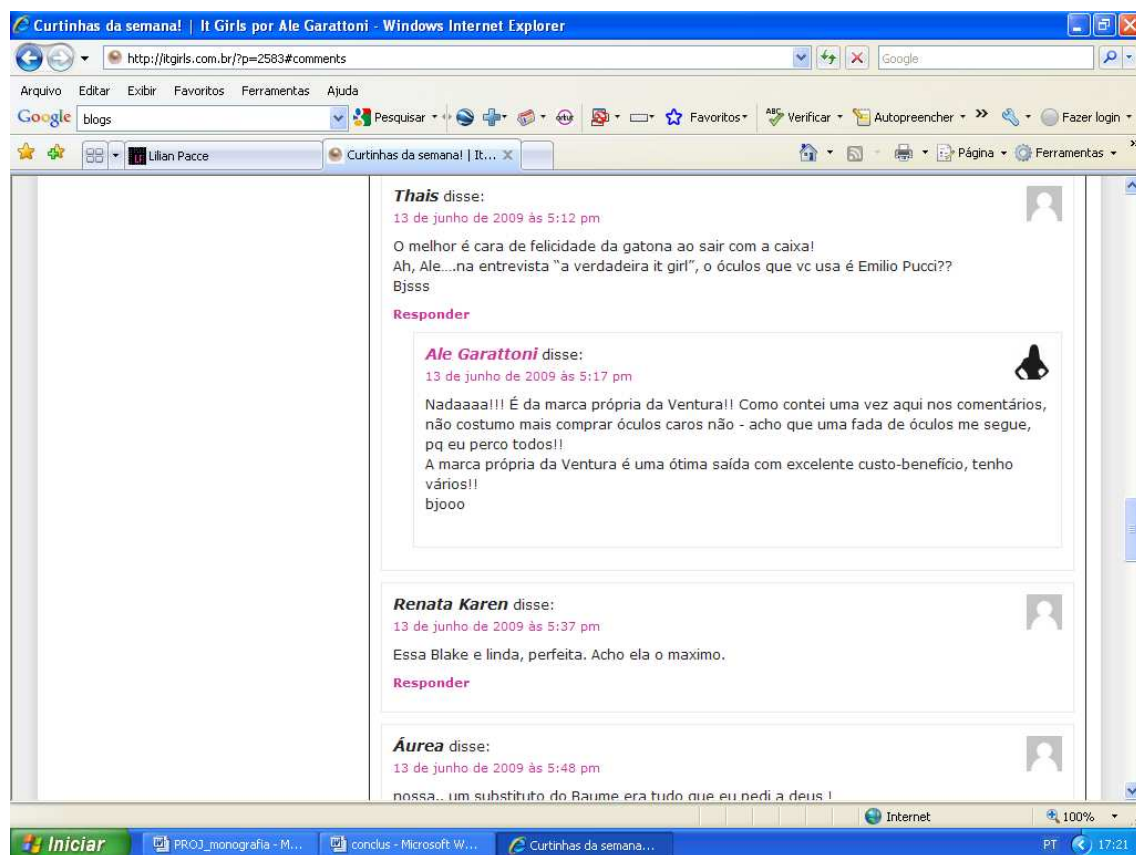 Curtinhas da semana! | It Girls por Ale Garattoni - Windows Internet Explorer
http://itgirls.com.br/?p=2583#comments
Google
Arquivo Editar Exibir Favoritos Ferramentas Ajuda
Google blogs Pesquisar Favoritos ABC Verificar Autopreencher » Fazer login
Lilian Pacce Curtinhas da semana! | It... X Página Ferramentas »
Thais disse:
13 de junho de 2009 às 5:12 pm
O melhor é cara de felicidade da gatona ao sair com a caixa!
Ah, Ale....na entrevista “a verdadeira it girl”, o óculos que vc usa é Emilio Pucci??
Bjsss
Responder
Ale Garattoni disse:
13 de junho de 2009 às 5:17 pm
Nadaaaa!!! É da marca própria da Ventura!! Como contei uma vez aqui nos comentários,
não costumo mais comprar óculos caros não - acho que uma fada de óculos me segue,
pq eu perco todos!!
A marca própria da Ventura é uma ótima saída com excelente custo-benefício, tenho
vários!!
bjooo
Renata Karen disse:
13 de junho de 2009 às 5:37 pm
Essa Blake e linda, perfeita. Acho ela o maximo.
Responder
Áurea disse:
13 de junho de 2009 às 5:48 pm
nossa.. um substituto do Baume era tudo que eu pedi a deus !
Internet 100%
Iniciar PROJ_monografia - M... conclus - Microsoft W... Curtinhas da semana... PT 17:21